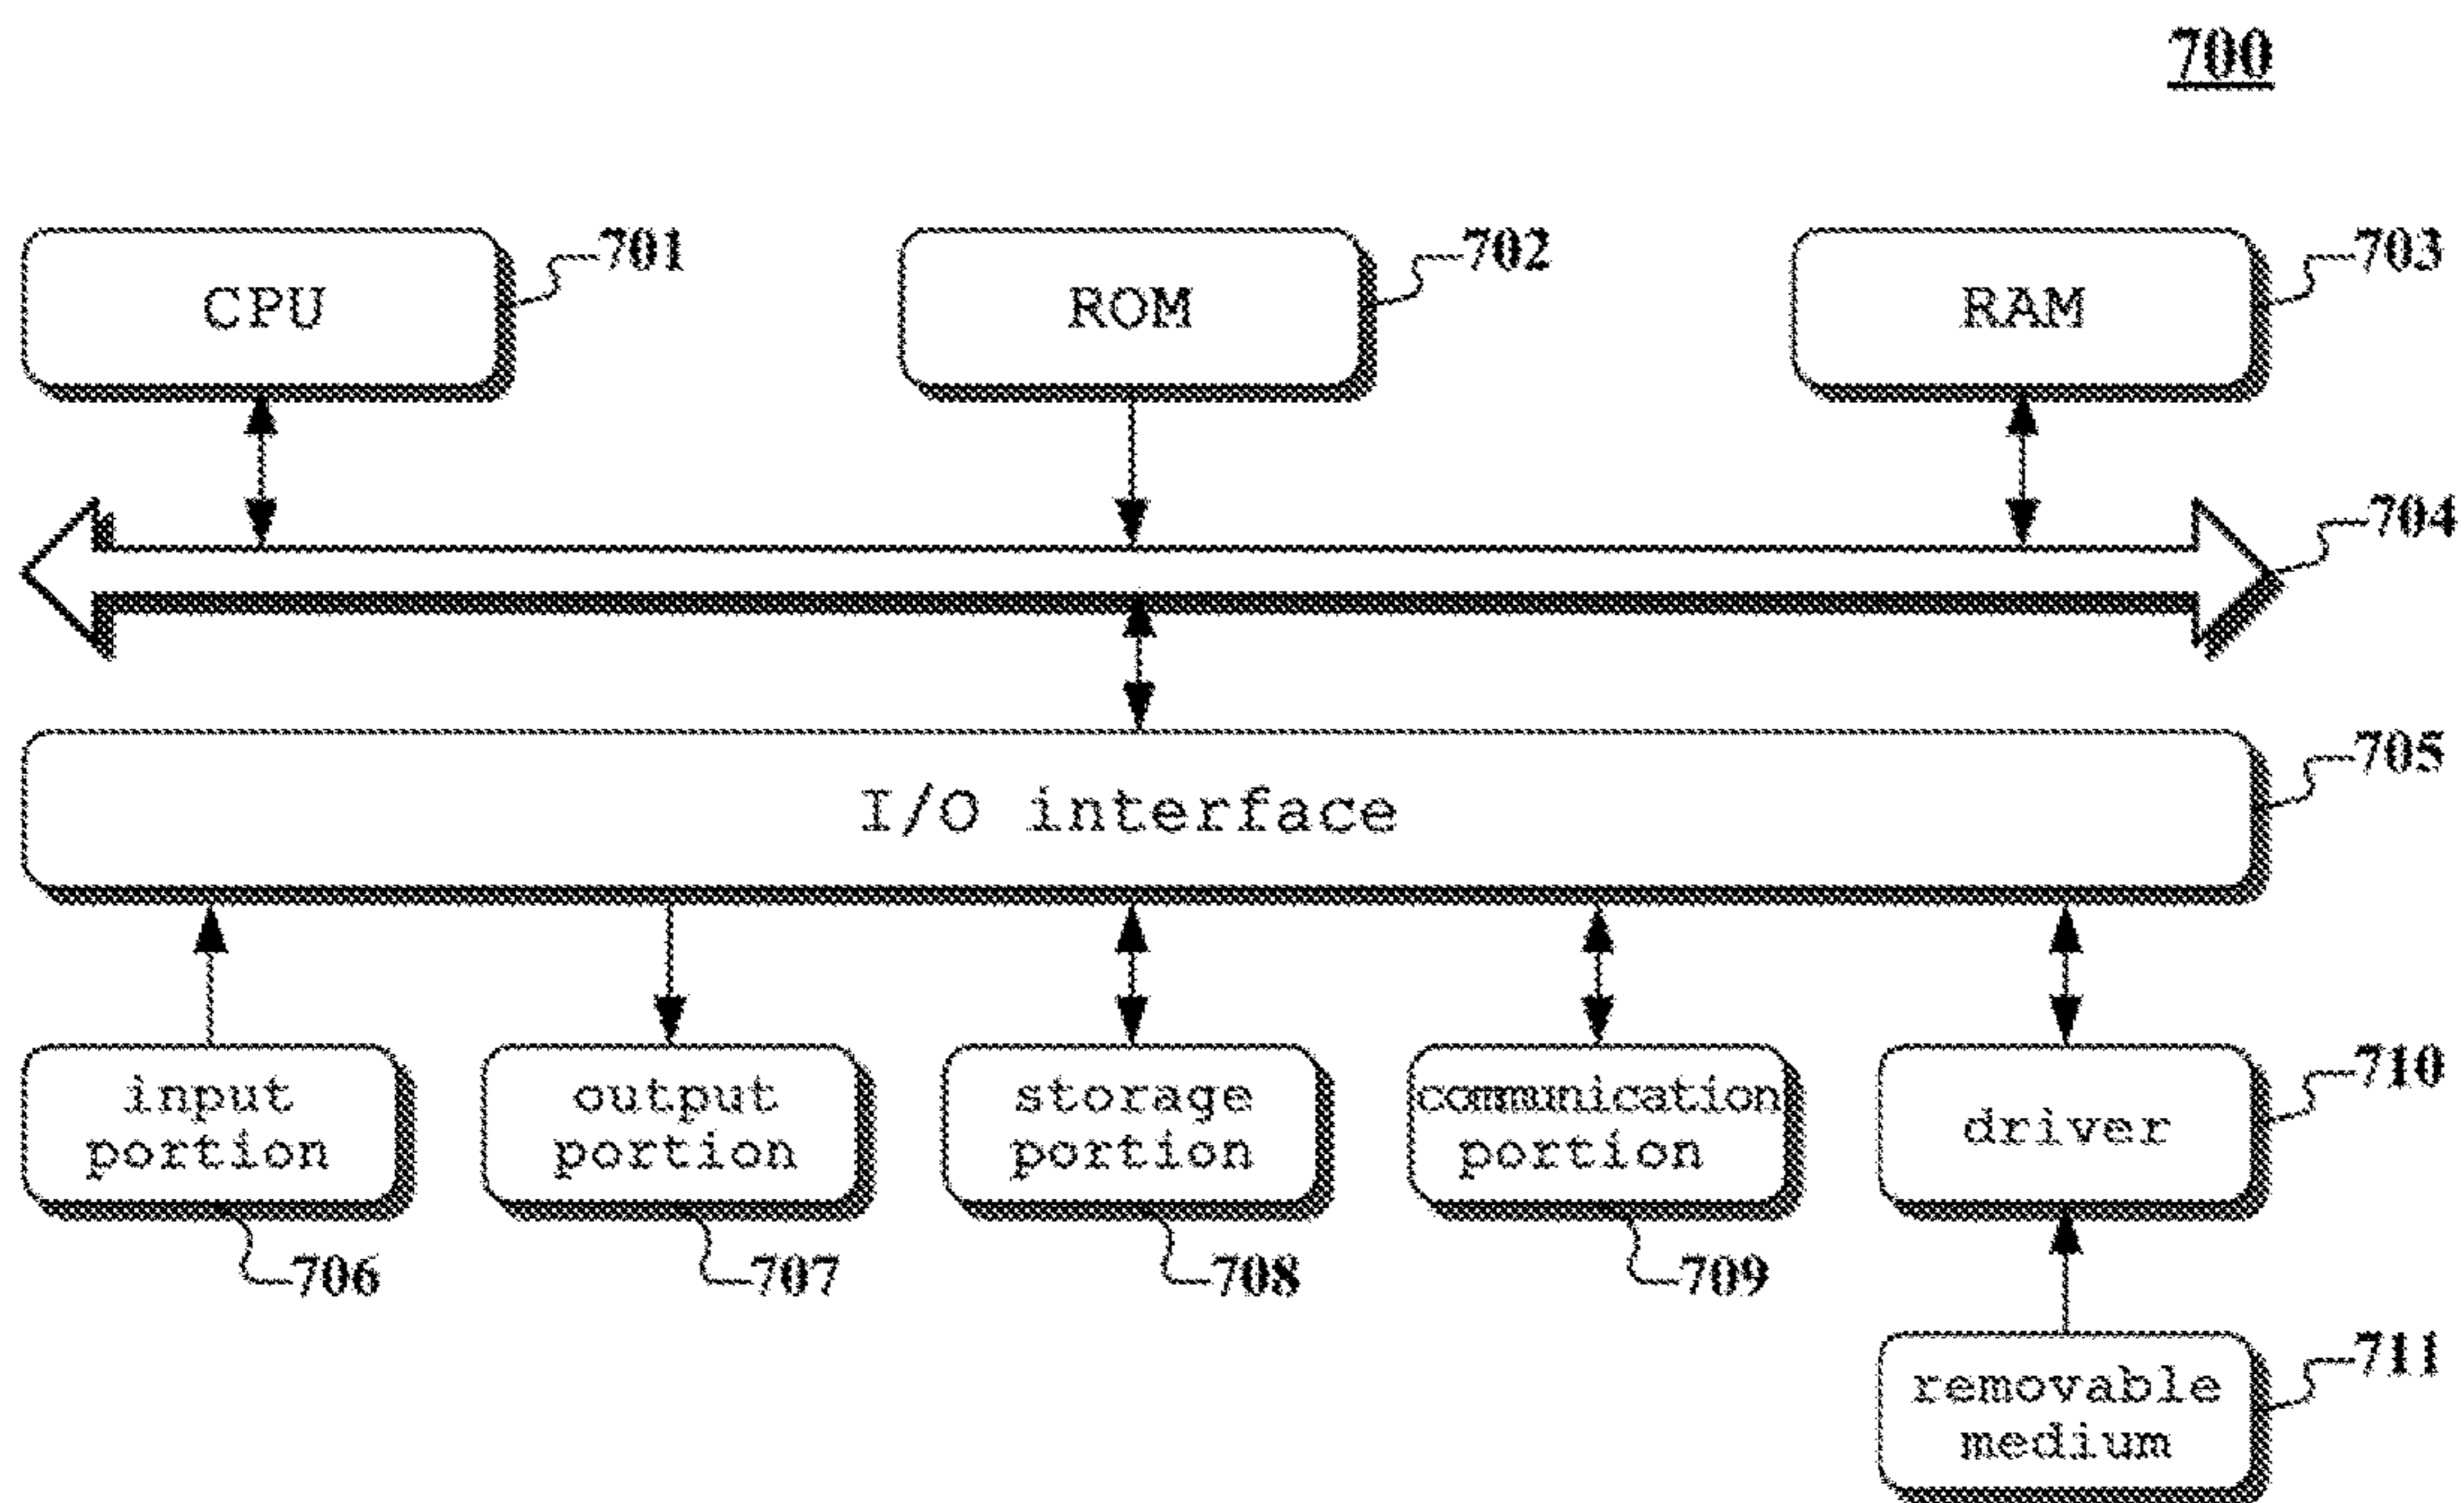 700
CPU
701
ROM
702
RAM
703
704
I/O interface
705
input
portion
706
output
portion
707
storage
portion
708
communication
portion
709
driver
710
removable
medium
711